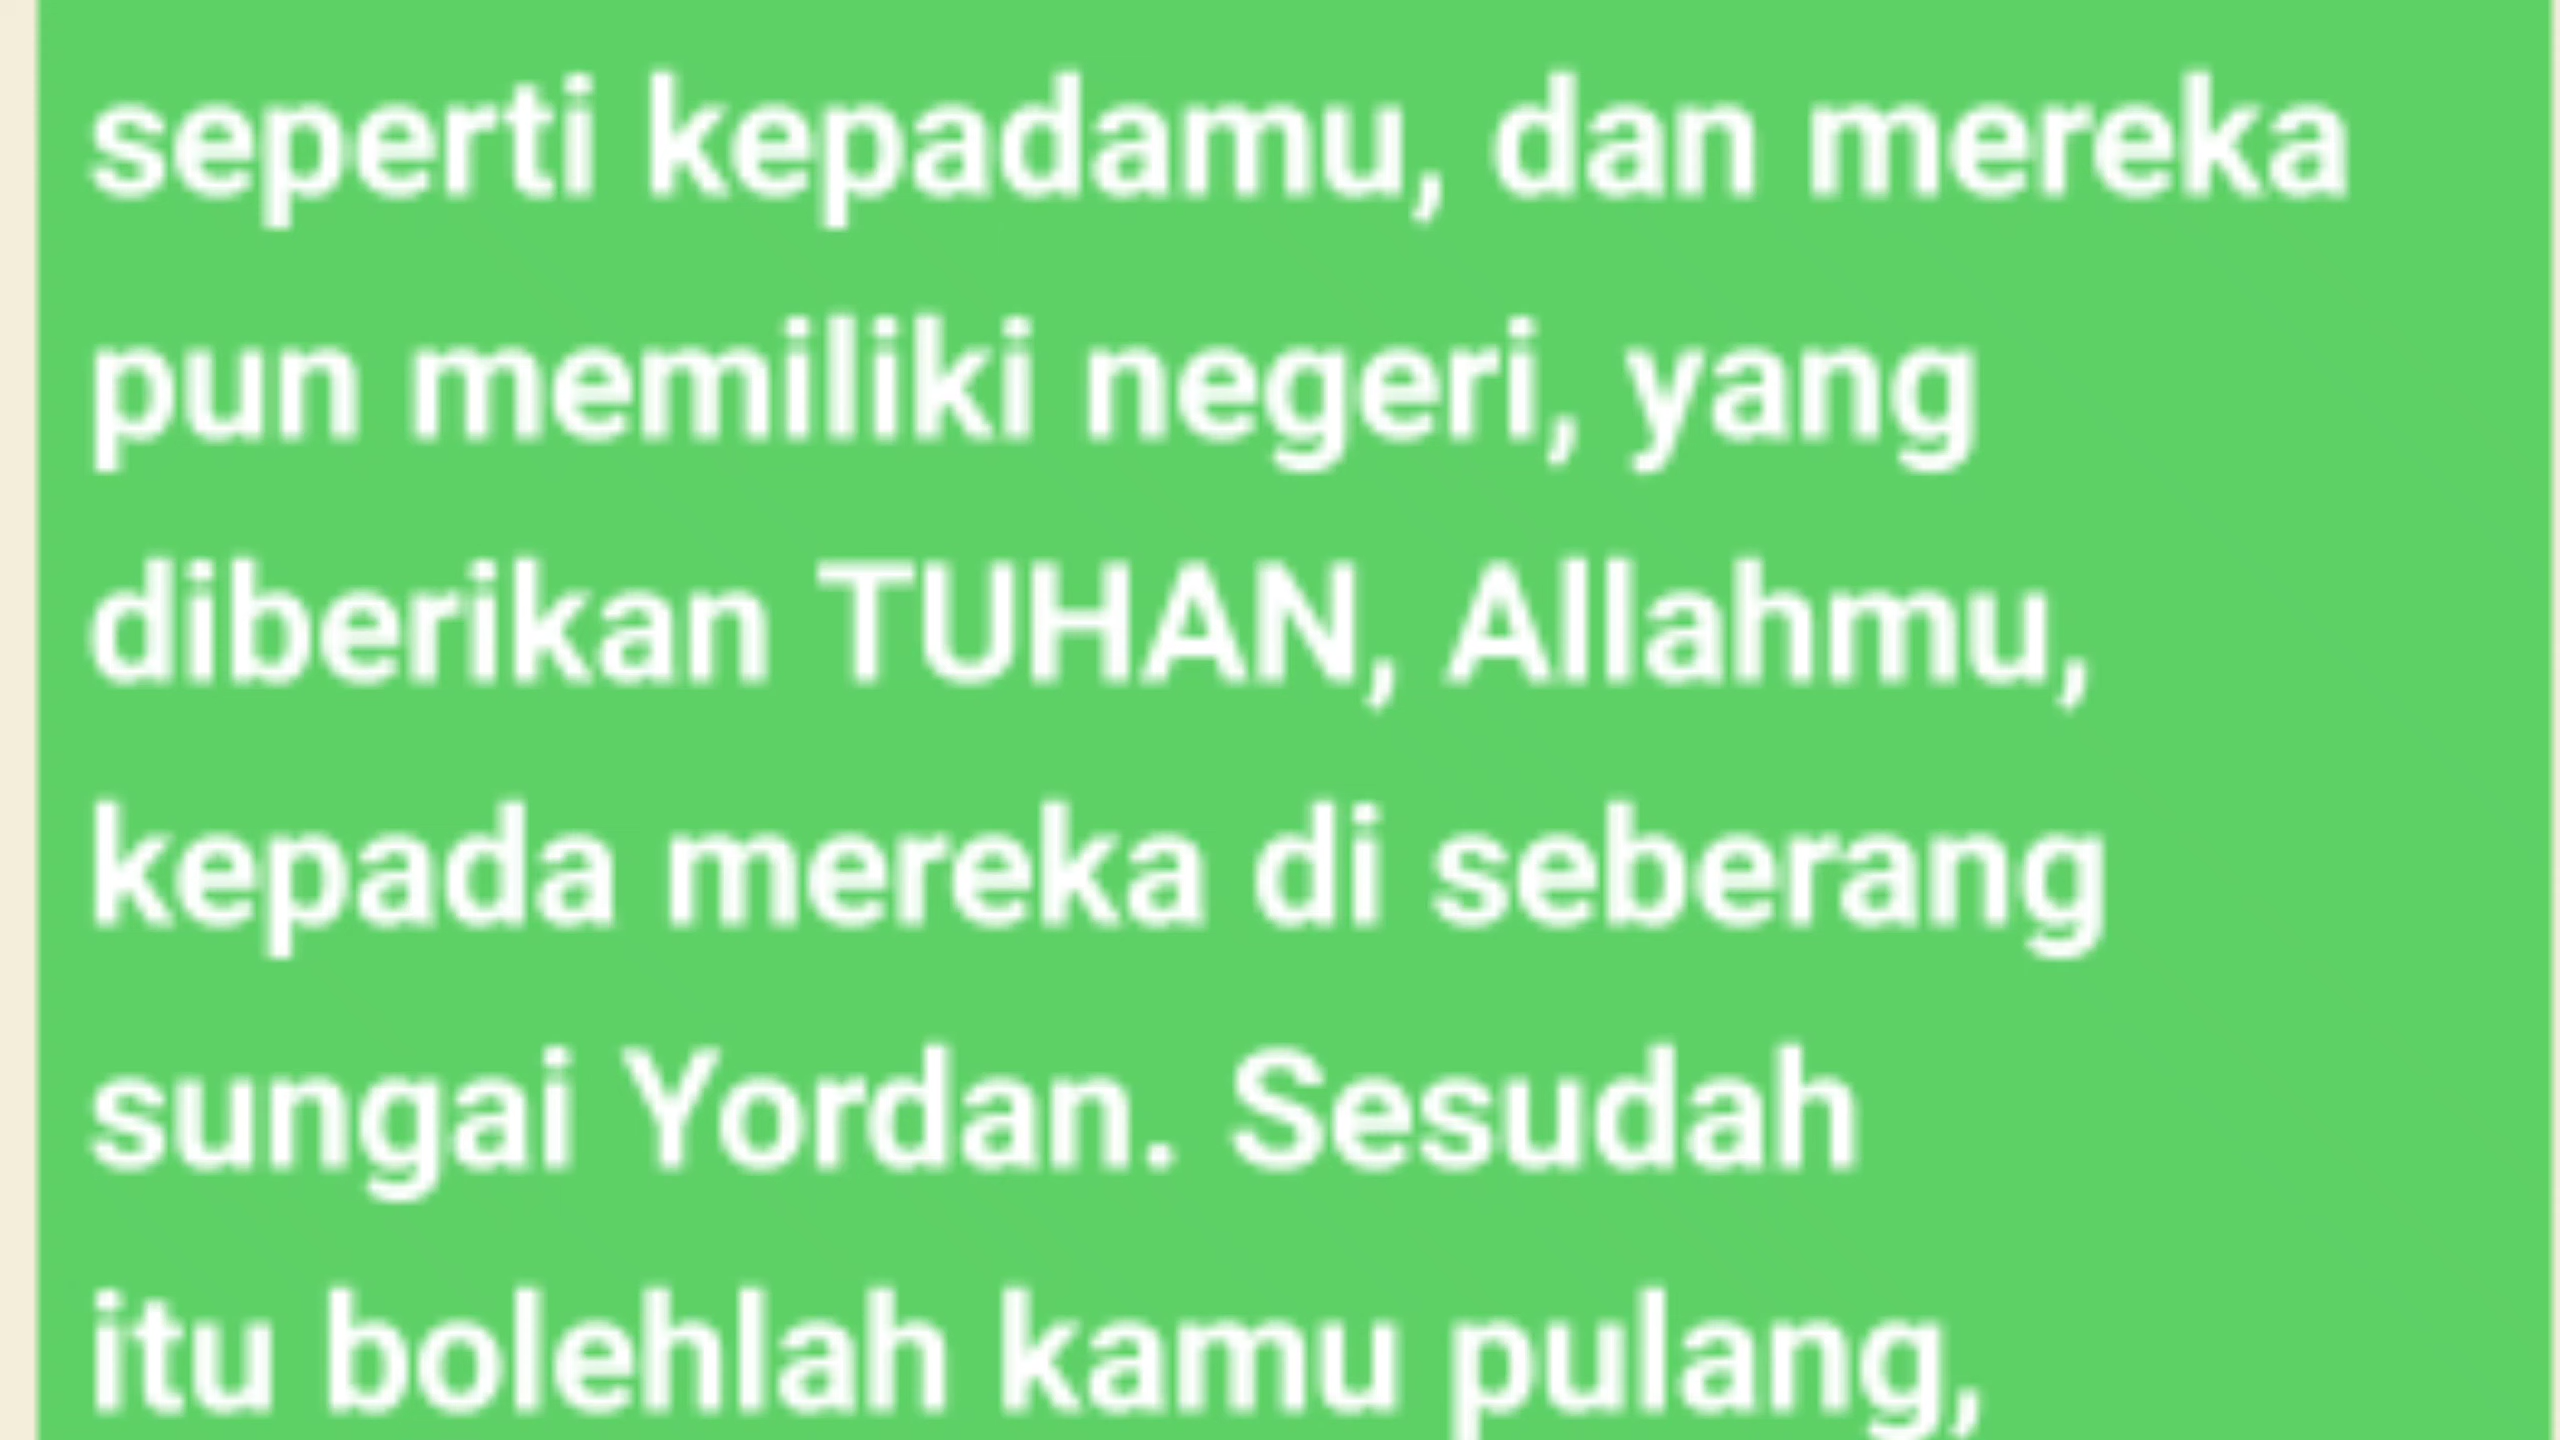 seperti kepadamu, dan mereka
pun memiliki negeri, yang
diberikan TUHAN, Allahmu,
kepada mereka di seberang
sungai Yordan. Sesudah
itu bolehlah kamu pulang,